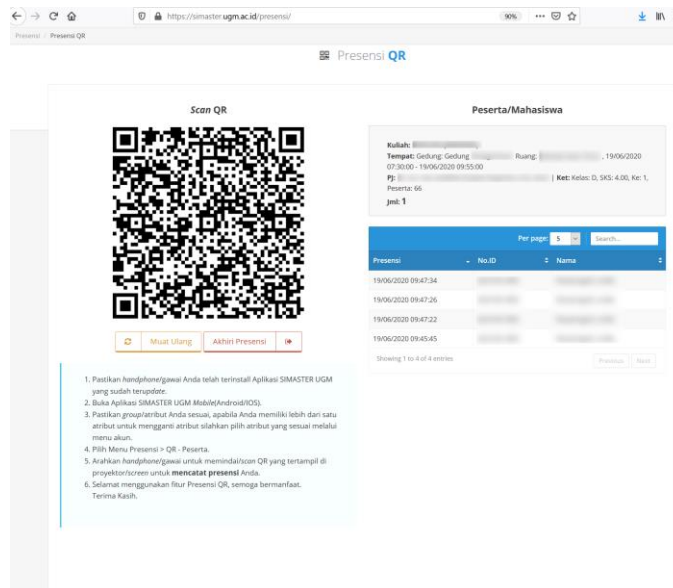 https://simaster.ugm.ac.id/presensi/
90%
Presensi / Presensi QR
Presensi QR
Scan QR
Muat Ulang
Akhiri Presensi
1. Pastikan handphone/gawai Anda telah terinstall Aplikasi SIMASTER UGM
yang sudah terupdate.
2. Buka Aplikasi SIMASTER UGM Mobile(Android/IOS).
3. Pastikan group/atribut Anda sesuai, apabila Anda memiliki lebih dari satu
atribut untuk mengganti atribut silahkan pilih atribut yang sesuai melalui
menu akun.
4. Pilih Menu Presensi > QR - Peserta.
5. Arahkan handphone/gawai untuk memindai/scan QR yang tertampil di
proyektor/screen untuk mencatat presensi Anda.
6. Selamat menggunakan fitur Presensi QR, semoga bermanfaat.
Terima Kasih.
Peserta/Mahasiswa
Kuliah:
Tempat: Gedung: Gedung Ruang: , 19/06/2020
07:30:00 - 19/06/2020 09:55:00
PJ: | Ket: Kelas: D, SKS: 4.00, Ke: 1,
Peserta: 66
Jml: 1
Per page: 5 Search...
Presensi No.ID Nama
19/06/2020 09:47:34
19/06/2020 09:47:26
19/06/2020 09:47:22
19/06/2020 09:45:45
Showing 1 to 4 of 4 entries
Previous Next